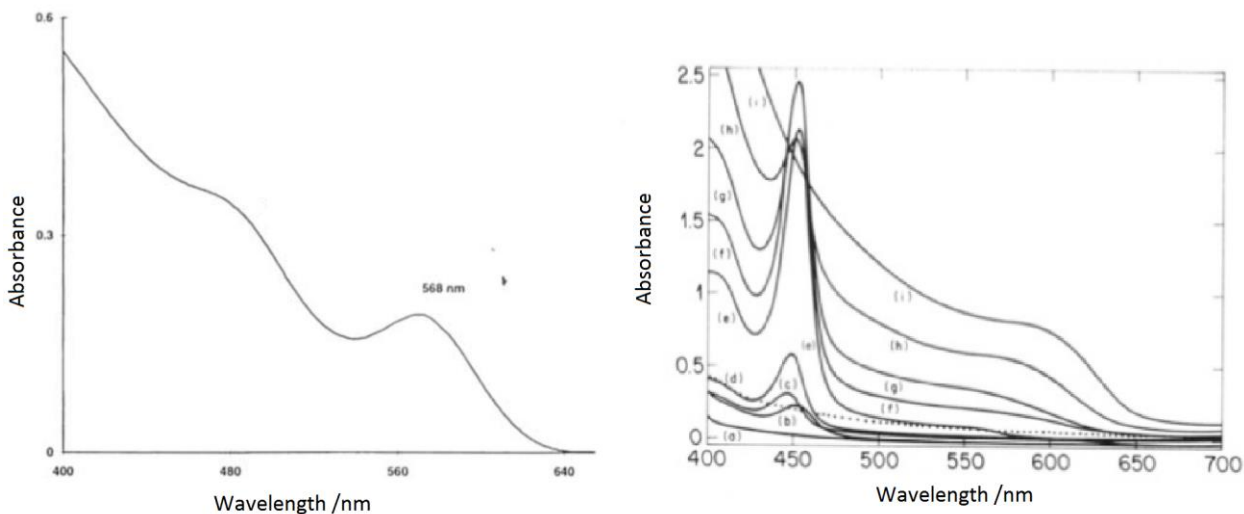 0.6
0.3
0
Absorbance
568 nm
400
480
560
640
Wavelength /nm
2.5
2
1.5
1
0.5
0
Absorbance
(i)
(h)
(g)
(f)
(e)
(e)
(d)
(c)
(b)
(a)
(i)
(h)
(g)
(f)
400 450 500 550 600 650 700
Wavelength /nm